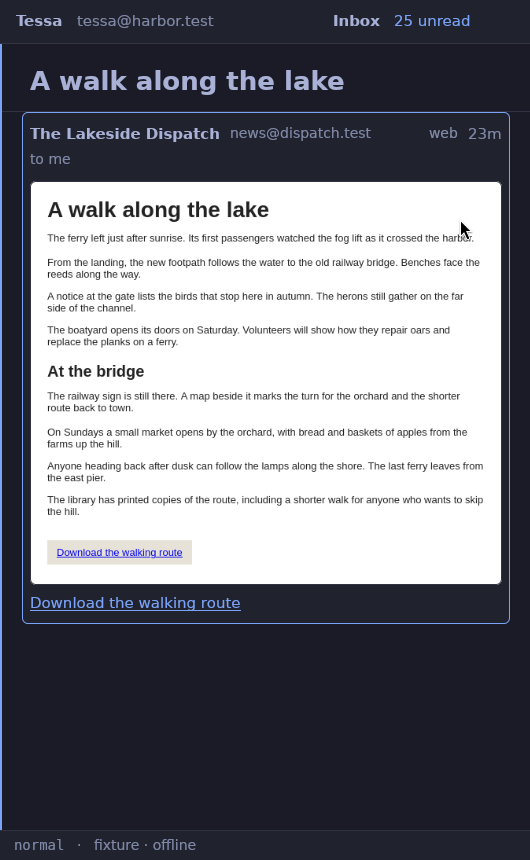 Tessa tessa@harbor.test Inbox 25 unread
A walk along the lake
The Lakeside Dispatch news@dispatch.test web 23m
to me
A walk along the lake
The ferry left just after sunrise. Its first passengers watched the fog lift as it crossed the harbor.
From the landing, the new footpath follows the water to the old railway bridge. Benches face the
reeds along the way.
A notice at the gate lists the birds that stop here in autumn. The herons still gather on the far
side of the channel.
The boatyard opens its doors on Saturday. Volunteers will show how they repair oars and
replace the planks on a ferry.
At the bridge
The railway sign is still there. A map beside it marks the turn for the orchard and the shorter
route back to town.
On Sundays a small market opens by the orchard, with bread and baskets of apples from the
farms up the hill.
Anyone heading back after dusk can follow the lamps along the shore. The last ferry leaves from
the east pier.
The library has printed copies of the route, including a shorter walk for anyone who wants to skip
the hill.
Download the walking route
Download the walking route
normal · fixture · offline